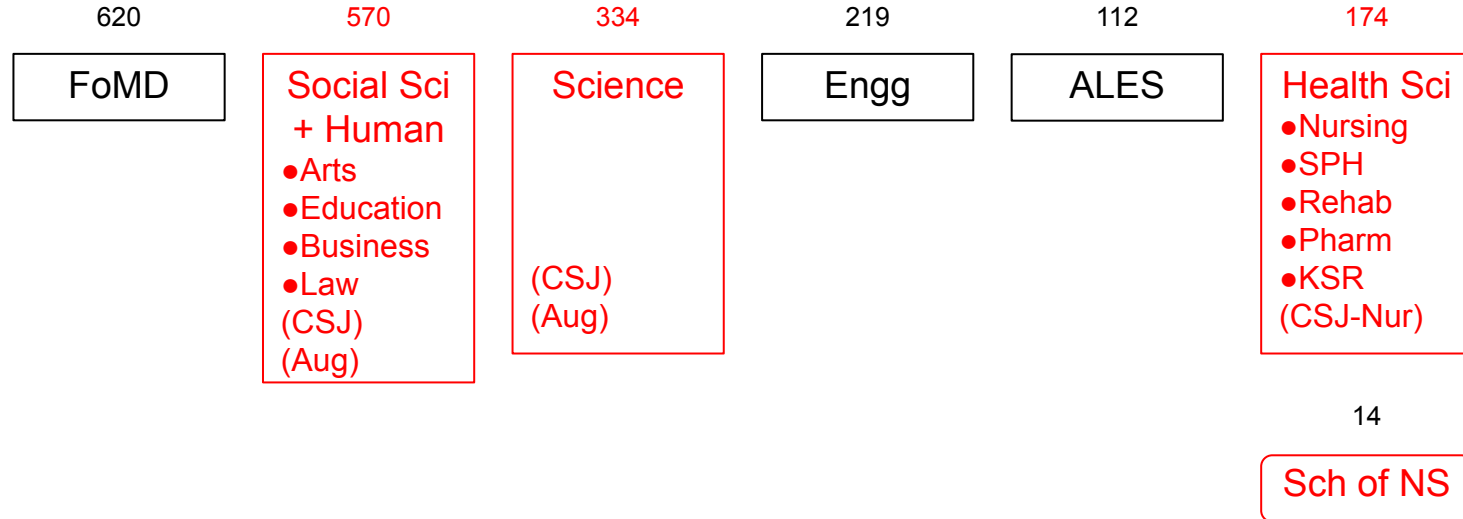 620
570
334
219
112
174
FoMD
Social Sci
+ Human
●Arts
●Education
●Business
●Law
(CSJ)
(Aug)
Science
(CSJ)
(Aug)
Engg
ALES
Health Sci
●Nursing
●SPH
●Rehab
●Pharm
●KSR
(CSJ-Nur)
14
Sch of NS